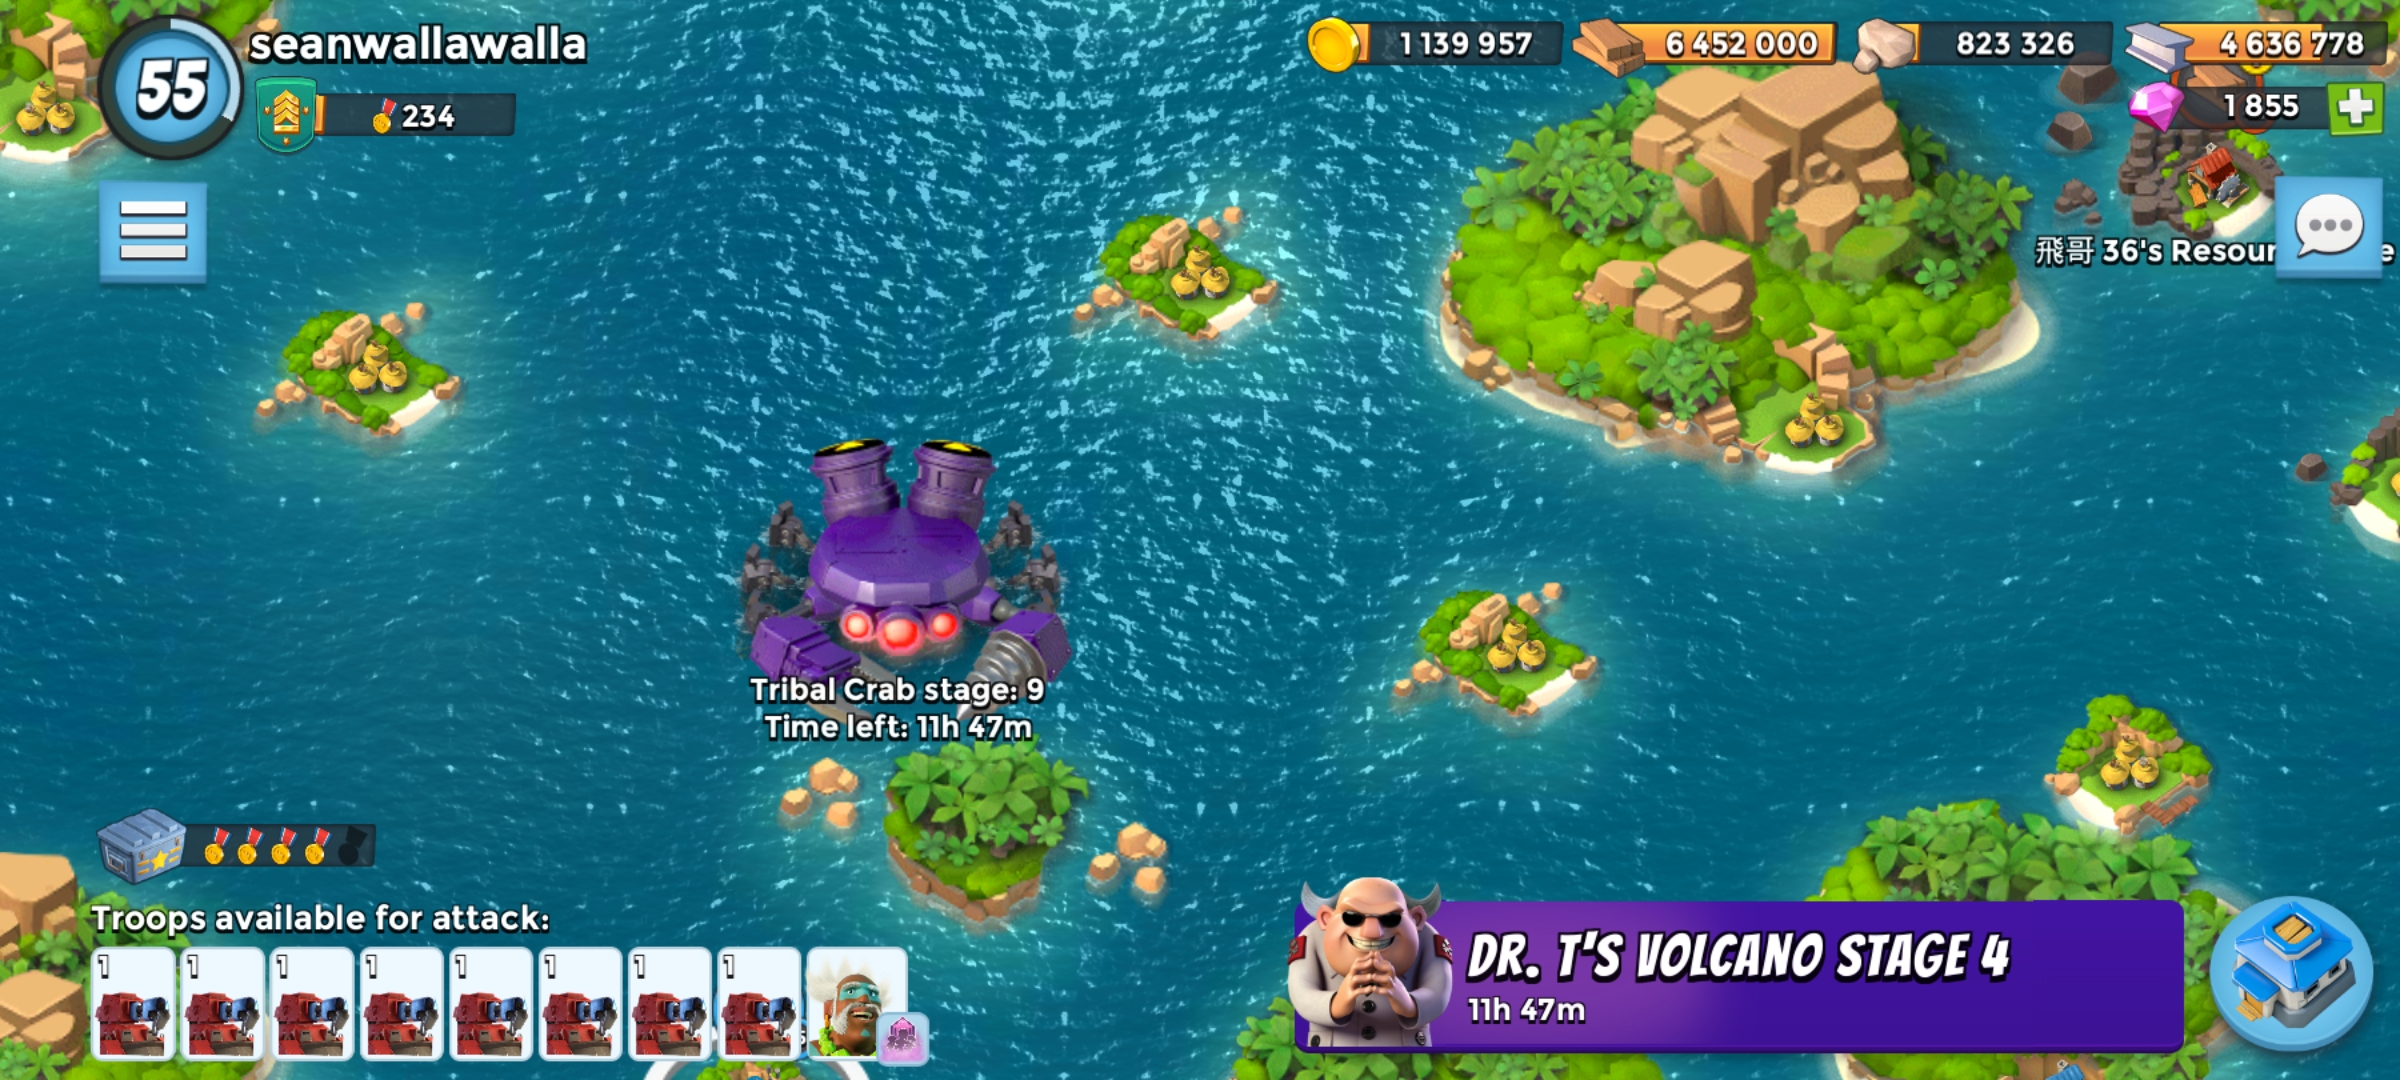 55
seanwallawalla
234
1 139 957
6 452 000
823 326
4 636 778
1 855
飛哥 36's Resour
Tribal Crab stage: 9
Time left: 11h 47m
Troops available for attack:
1 1 1 1 1 1 1 1
DR. T'S VOLCANO STAGE 4
11h 47m